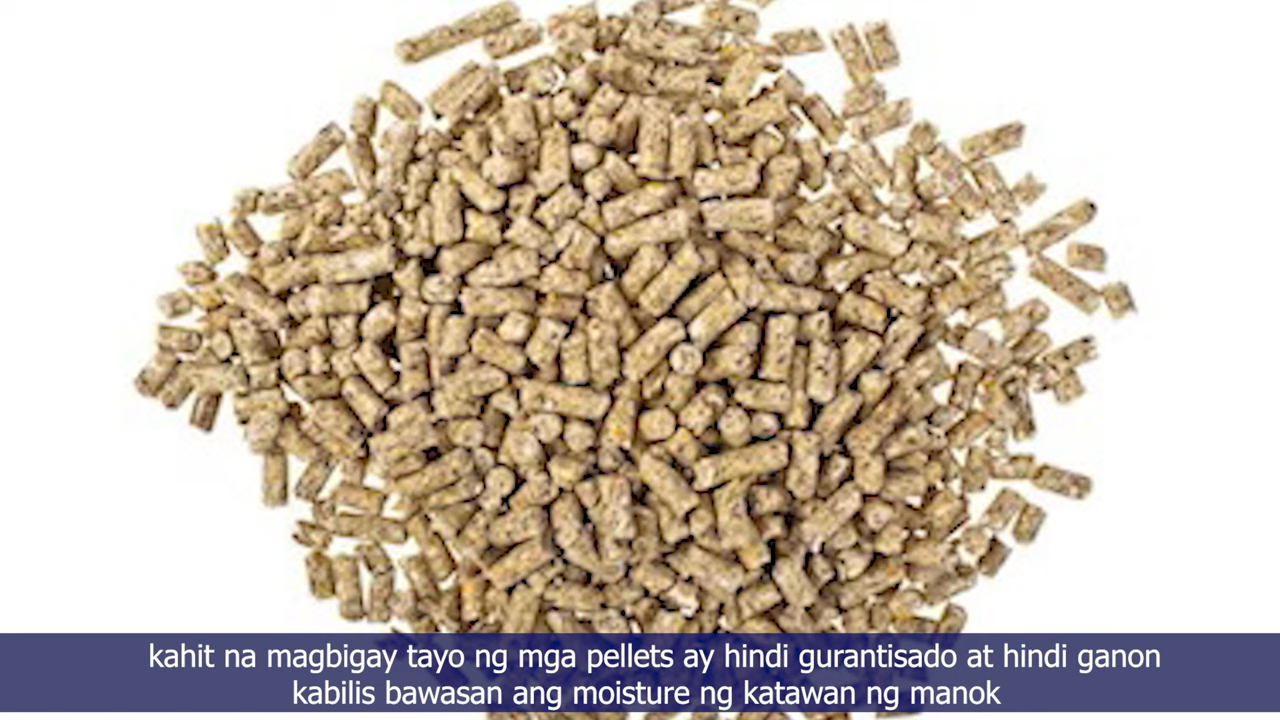 kahit na magbigay tayo ng mga pellets ay hindi gurantisado at hindi ganon
kabilis bawasan ang moisture ng katawan ng manok